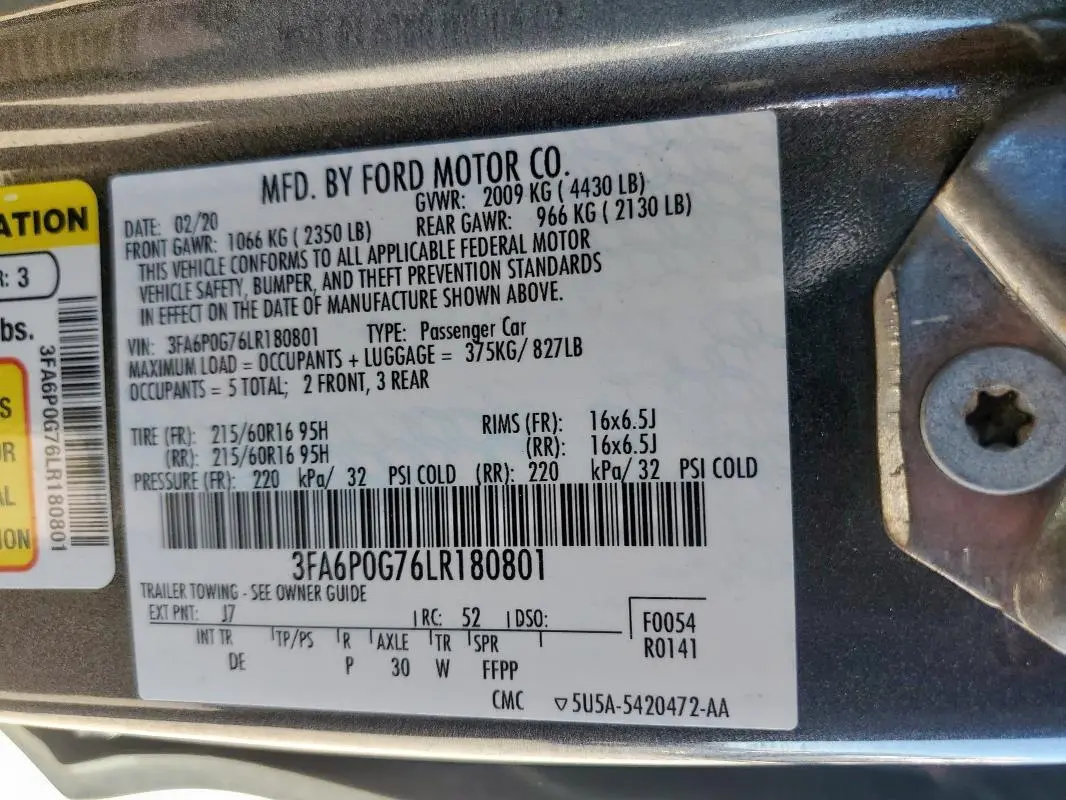 ATION
R: 3
bs.
S
R
AL
ION
3FA6P0G76LR180801
MFD. BY FORD MOTOR CO.
DATE: 02/20 GVWR: 2009 KG ( 4430 LB)
FRONT GAWR: 1066 KG ( 2350 LB) REAR GAWR: 966 KG ( 2130 LB)
THIS VEHICLE CONFORMS TO ALL APPLICABLE FEDERAL MOTOR
VEHICLE SAFETY, BUMPER, AND THEFT PREVENTION STANDARDS
IN EFFECT ON THE DATE OF MANUFACTURE SHOWN ABOVE.
VIN: 3FA6P0G76LR180801 TYPE: Passenger Car
MAXIMUM LOAD = OCCUPANTS + LUGGAGE = 375KG/ 827LB
OCCUPANTS = 5 TOTAL; 2 FRONT, 3 REAR
TIRE (FR): 215/60R16 95H RIMS (FR): 16x6.5J
(RR): 215/60R16 95H (RR): 16x6.5J
PRESSURE (FR): 220 kPa/ 32 PSI COLD (RR): 220 kPa/ 32 PSI COLD
3FA6P0G76LR180801
TRAILER TOWING - SEE OWNER GUIDE
EXT PNT: J7 RC: 52 DSO: F0054
INT TR TP/PS R AXLE TR SPR R0141
DE P 30 W FFPP
CMC ▽5U5A-5420472-AA